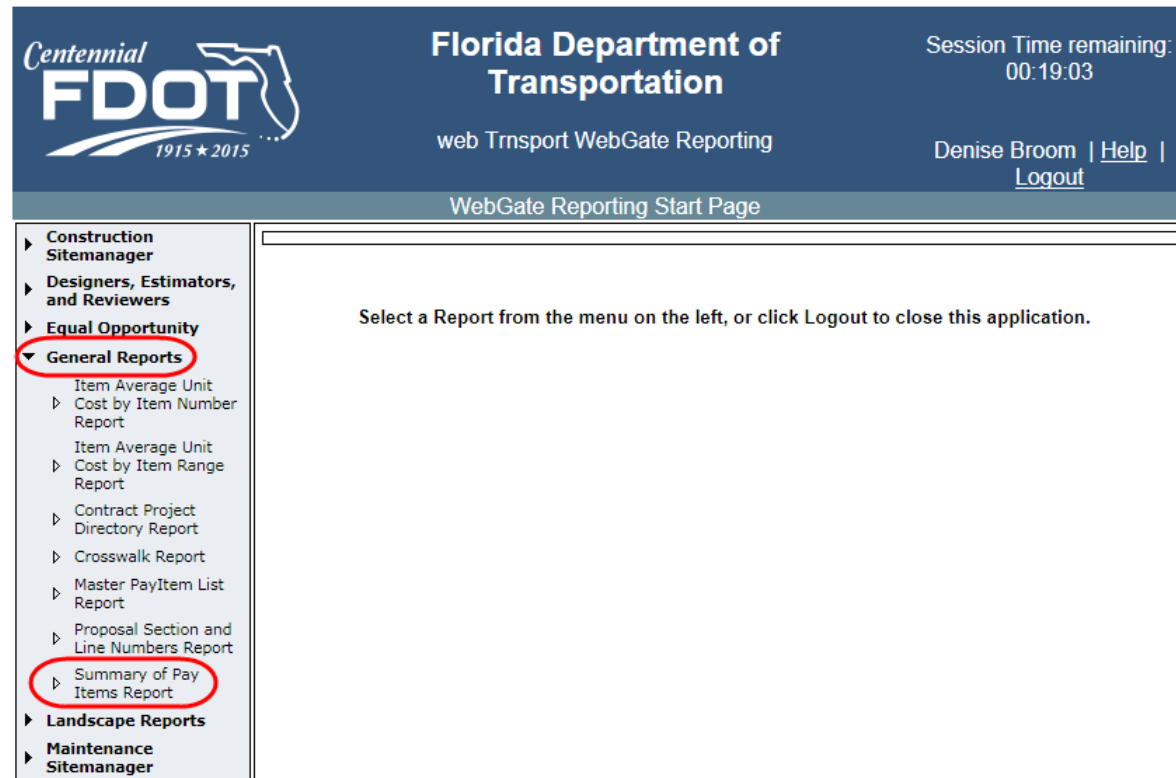 Centennial
FDOT
1915★2015
Florida Department of
Transportation
web Trnsport WebGate Reporting
Session Time remaining:
00:19:03
Denise Broom | Help |
Logout
WebGate Reporting Start Page
Construction
Sitemanager
Designers, Estimators,
and Reviewers
Equal Opportunity
General Reports
Item Average Unit
Cost by Item Number
Report
Item Average Unit
Cost by Item Range
Report
Contract Project
Directory Report
Crosswalk Report
Master PayItem List
Report
Proposal Section and
Line Numbers Report
Summary of Pay
Items Report
Landscape Reports
Maintenance
Sitemanager
Select a Report from the menu on the left, or click Logout to close this application.